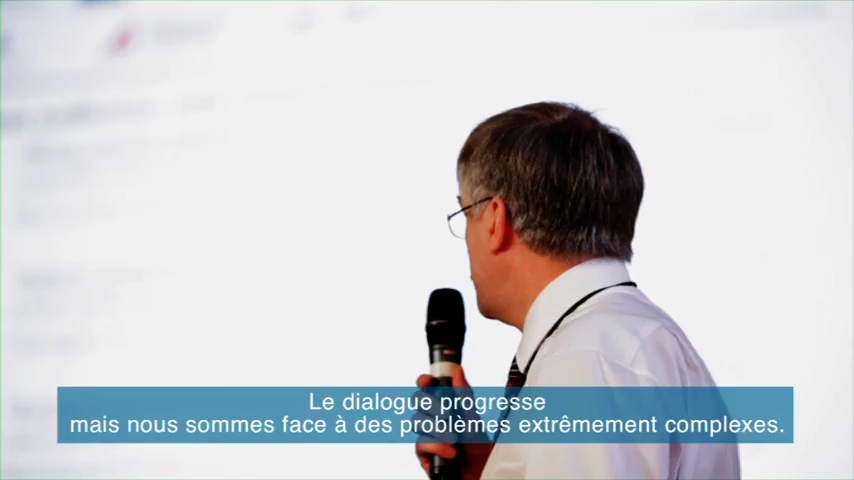 Le dialogue progresse
mais nous sommes face à des problèmes extrêmement complexes.